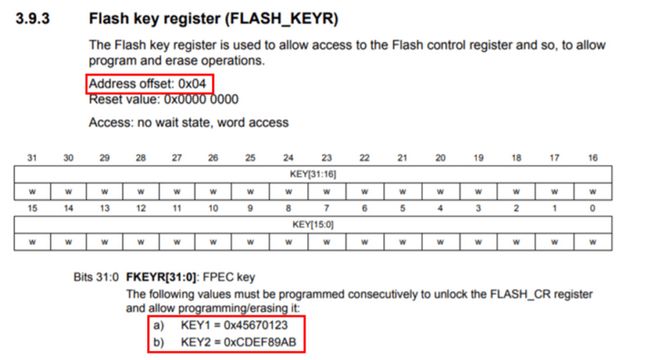 3.9.3 Flash key register (FLASH_KEYR)
The Flash key register is used to allow access to the Flash control register and so, to allow
program and erase operations.
Address offset: 0x04
Reset value: 0x0000 0000
Access: no wait state, word access
31 30 29 28 27 26 25 24 23 22 21 20 19 18 17 16
KEY[31:16]
w w w w w w w w w w w w w w w w
15 14 13 12 11 10 9 8 7 6 5 4 3 2 1 0
KEY[15:0]
w w w w w w w w w w w w w w w w
Bits 31:0 FKEYR[31:0]: FPEC key
The following values must be programmed consecutively to unlock the FLASH_CR register
and allow programming/erasing it:
a) KEY1 = 0x45670123
b) KEY2 = 0xCDEF89AB